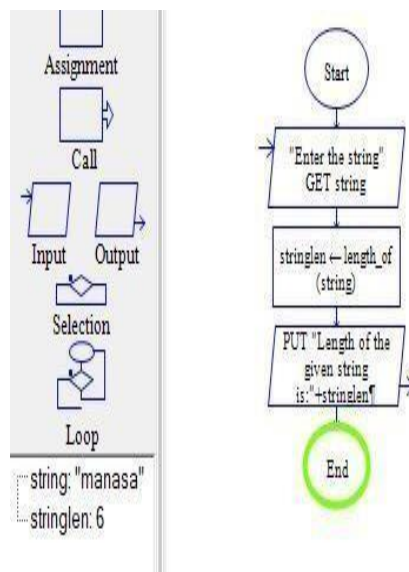 Assignment
Call
Input Output
Selection
Loop
string: "manasa"
stringlen: 6
Start
"Enter the string"
GET string
stringlen ← length_of
(string)
PUT "Length of the
given string
is:"+stringlen¶
End